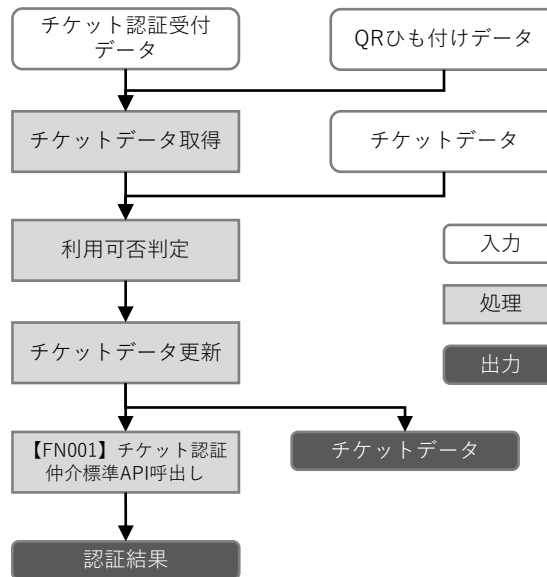 チケット認証受付
データ
QRひも付けデータ
チケットデータ取得
チケットデータ
利用可否判定
入力
処理
チケットデータ更新
出力
【FN001】チケット認証
仲介標準API呼出し
チケットデータ
認証結果